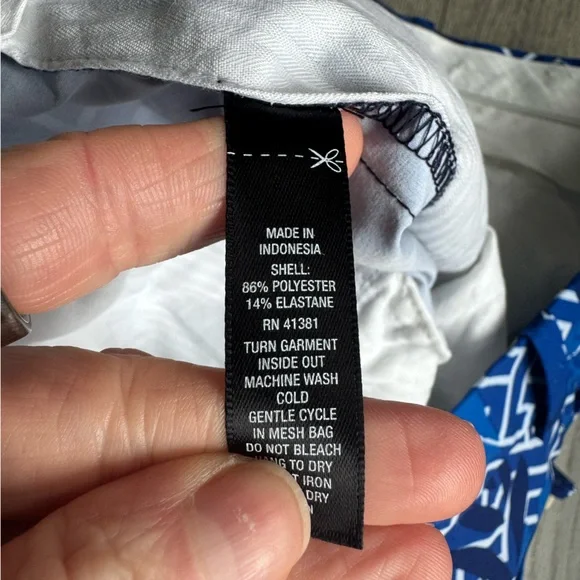 MADE IN
INDONESIA
SHELL:
86% POLYESTER
14% ELASTANE
RN 41381
TURN GARMENT
INSIDE OUT
MACHINE WASH
COLD
GENTLE CYCLE
IN MESH BAG
DO NOT BLEACH
TO DRY
IRON
DRY